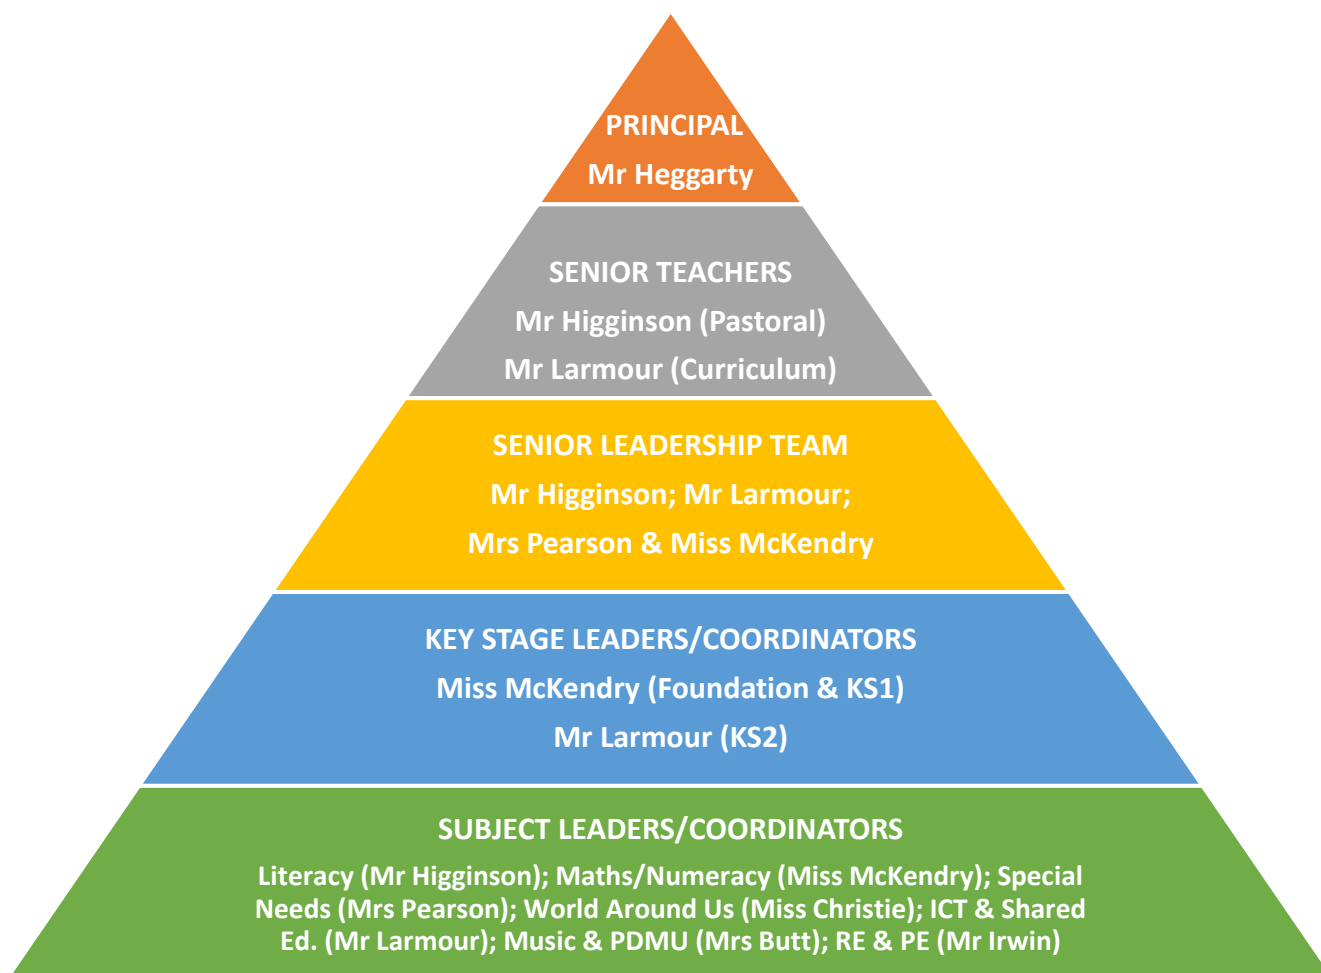 PRINCIPAL
Mr Heggarty
SENIOR TEACHERS
Mr Higginson (Pastoral)
Mr Larmour (Curriculum)
SENIOR LEADERSHIP TEAM
Mr Higginson; Mr Larmour;
Mrs Pearson & Miss McKendry
KEY STAGE LEADERS/COORDINATORS
Miss McKendry (Foundation & KS1)
Mr Larmour (KS2)
SUBJECT LEADERS/COORDINATORS
Literacy (Mr Higginson); Maths/Numeracy (Miss McKendry); Special
Needs (Mrs Pearson); World Around Us (Miss Christie); ICT & Shared
Ed. (Mr Larmour); Music & PDMU (Mrs Butt); RE & PE (Mr Irwin)